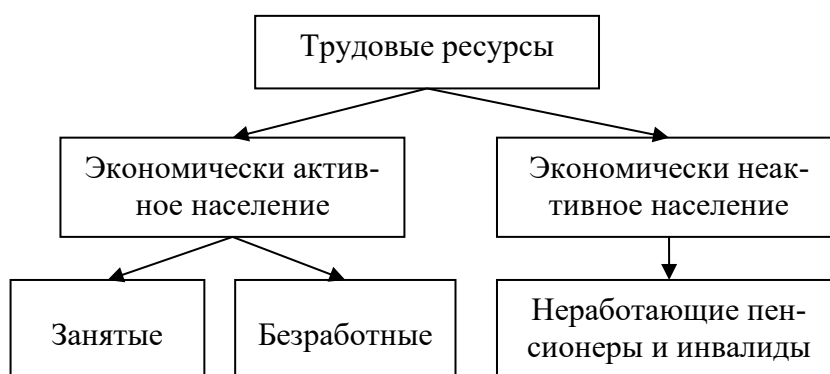 Трудовые ресурсы
Экономически актив-
ное население
Экономически неак-
тивное население
Занятые
Безработные
Неработающие пен-
сионеры и инвалиды